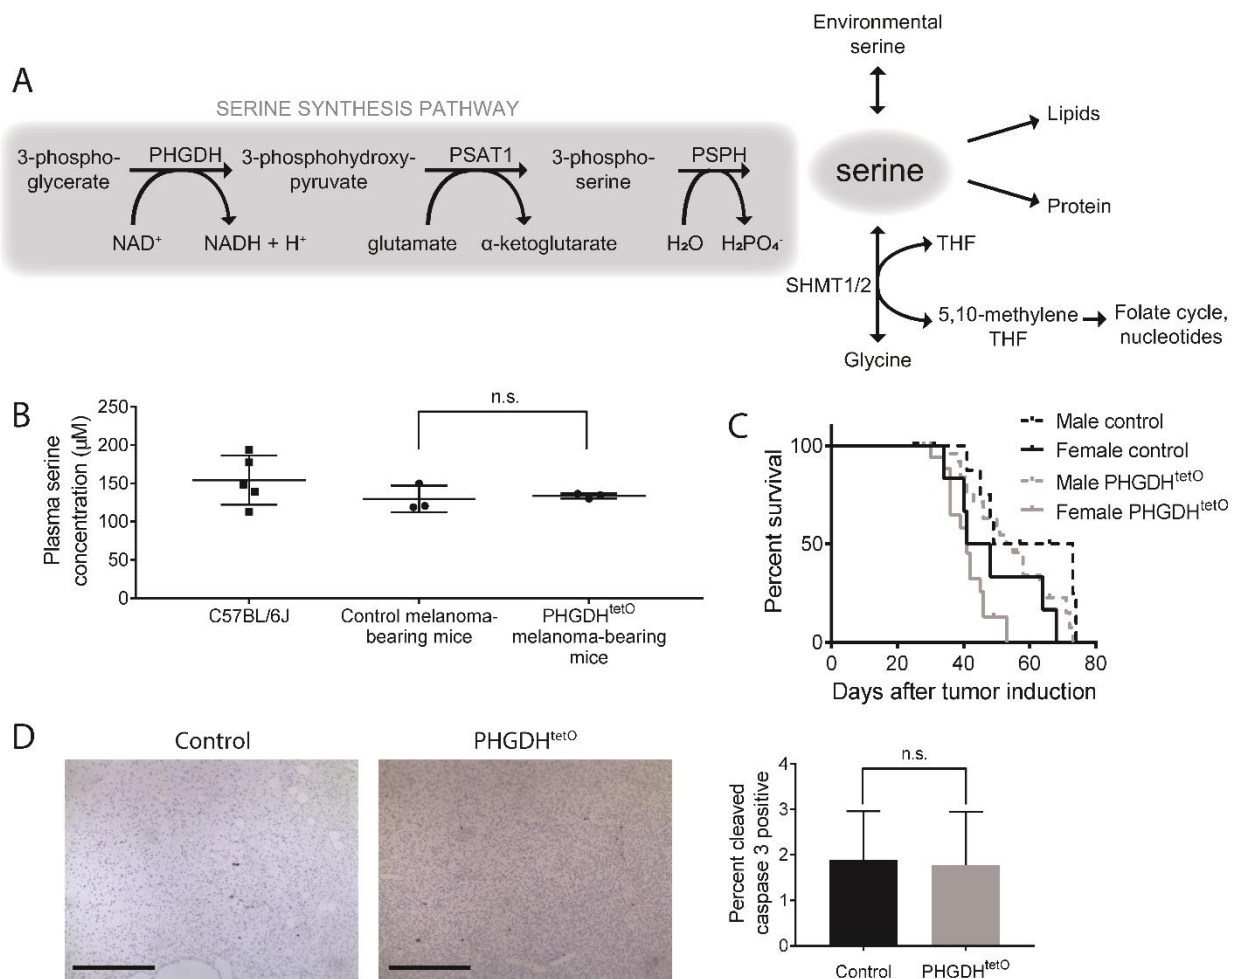 A
SERINE SYNTHESIS PATHWAY
3-phospho-
glycerate
PHGDH
NAD⁺
NADH + H⁺
3-phosphohydroxy-
pyruvate
PSAT1
glutamate
α-ketoglutarate
3-phospho-
serine
PSPH
H₂O
H₂PO₄⁻
Environmental
serine
serine
Lipids
Protein
SHMT1/2
THF
5,10-methylene
THF
Folate cycle,
nucleotides
Glycine
B
Plasma serine
concentration (µM)
250
200
150
100
50
0
n.s.
C57BL/6J
Control melanoma-
bearing mice
PHGDHᵗᵉᵗᴼ
melanoma-bearing
mice
C
Percent survival
100
50
0
0
20
40
60
80
Days after tumor induction
Male control
Female control
Male PHGDHᵗᵉᵗᴼ
Female PHGDHᵗᵉᵗᴼ
D
Control
PHGDHᵗᵉᵗᴼ
Percent cleaved
caspase 3 positive
4
3
2
1
0
n.s.
Control
PHGDHᵗᵉᵗᴼ